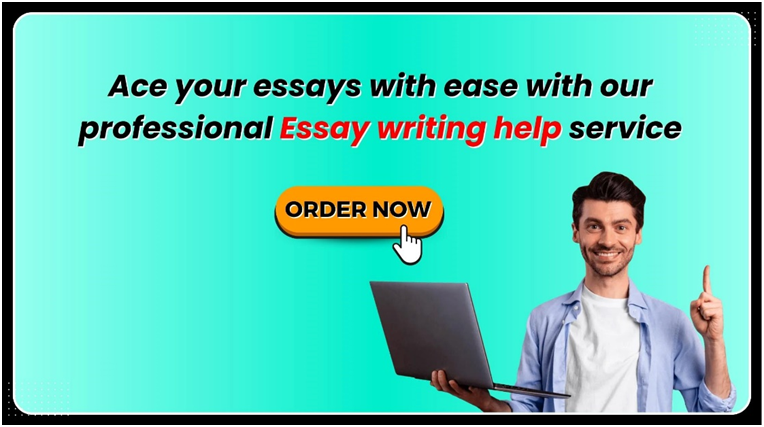 Ace your essays with ease with our
professional Essay writing help service
ORDER NOW